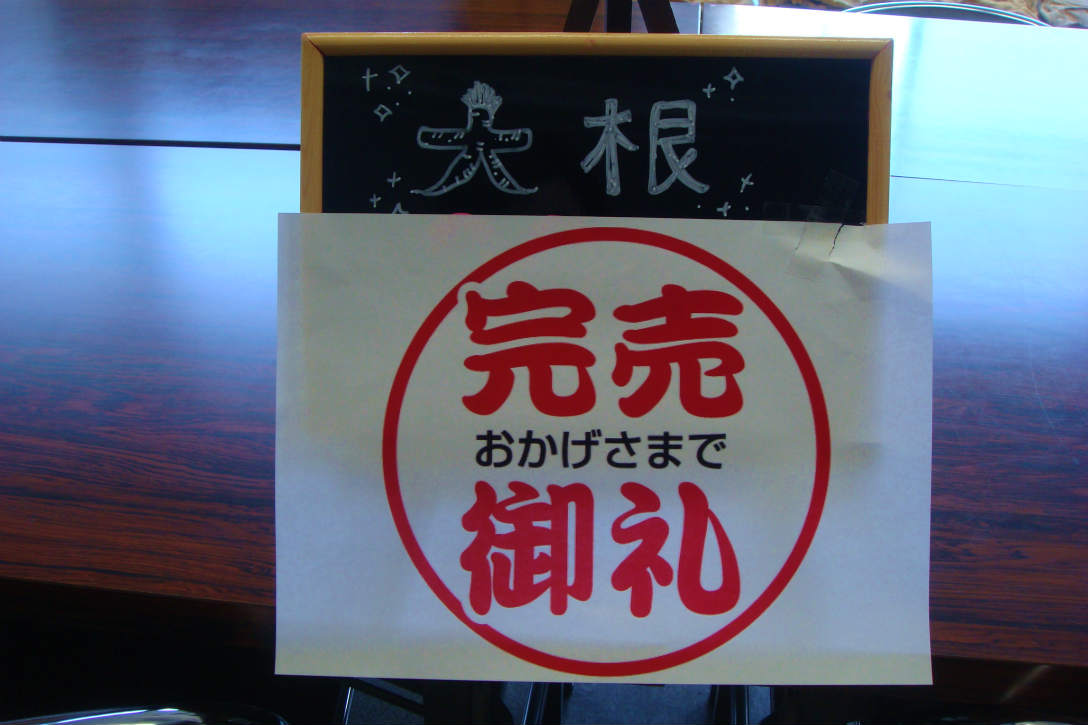 大根
完売
おかげさまで
御礼